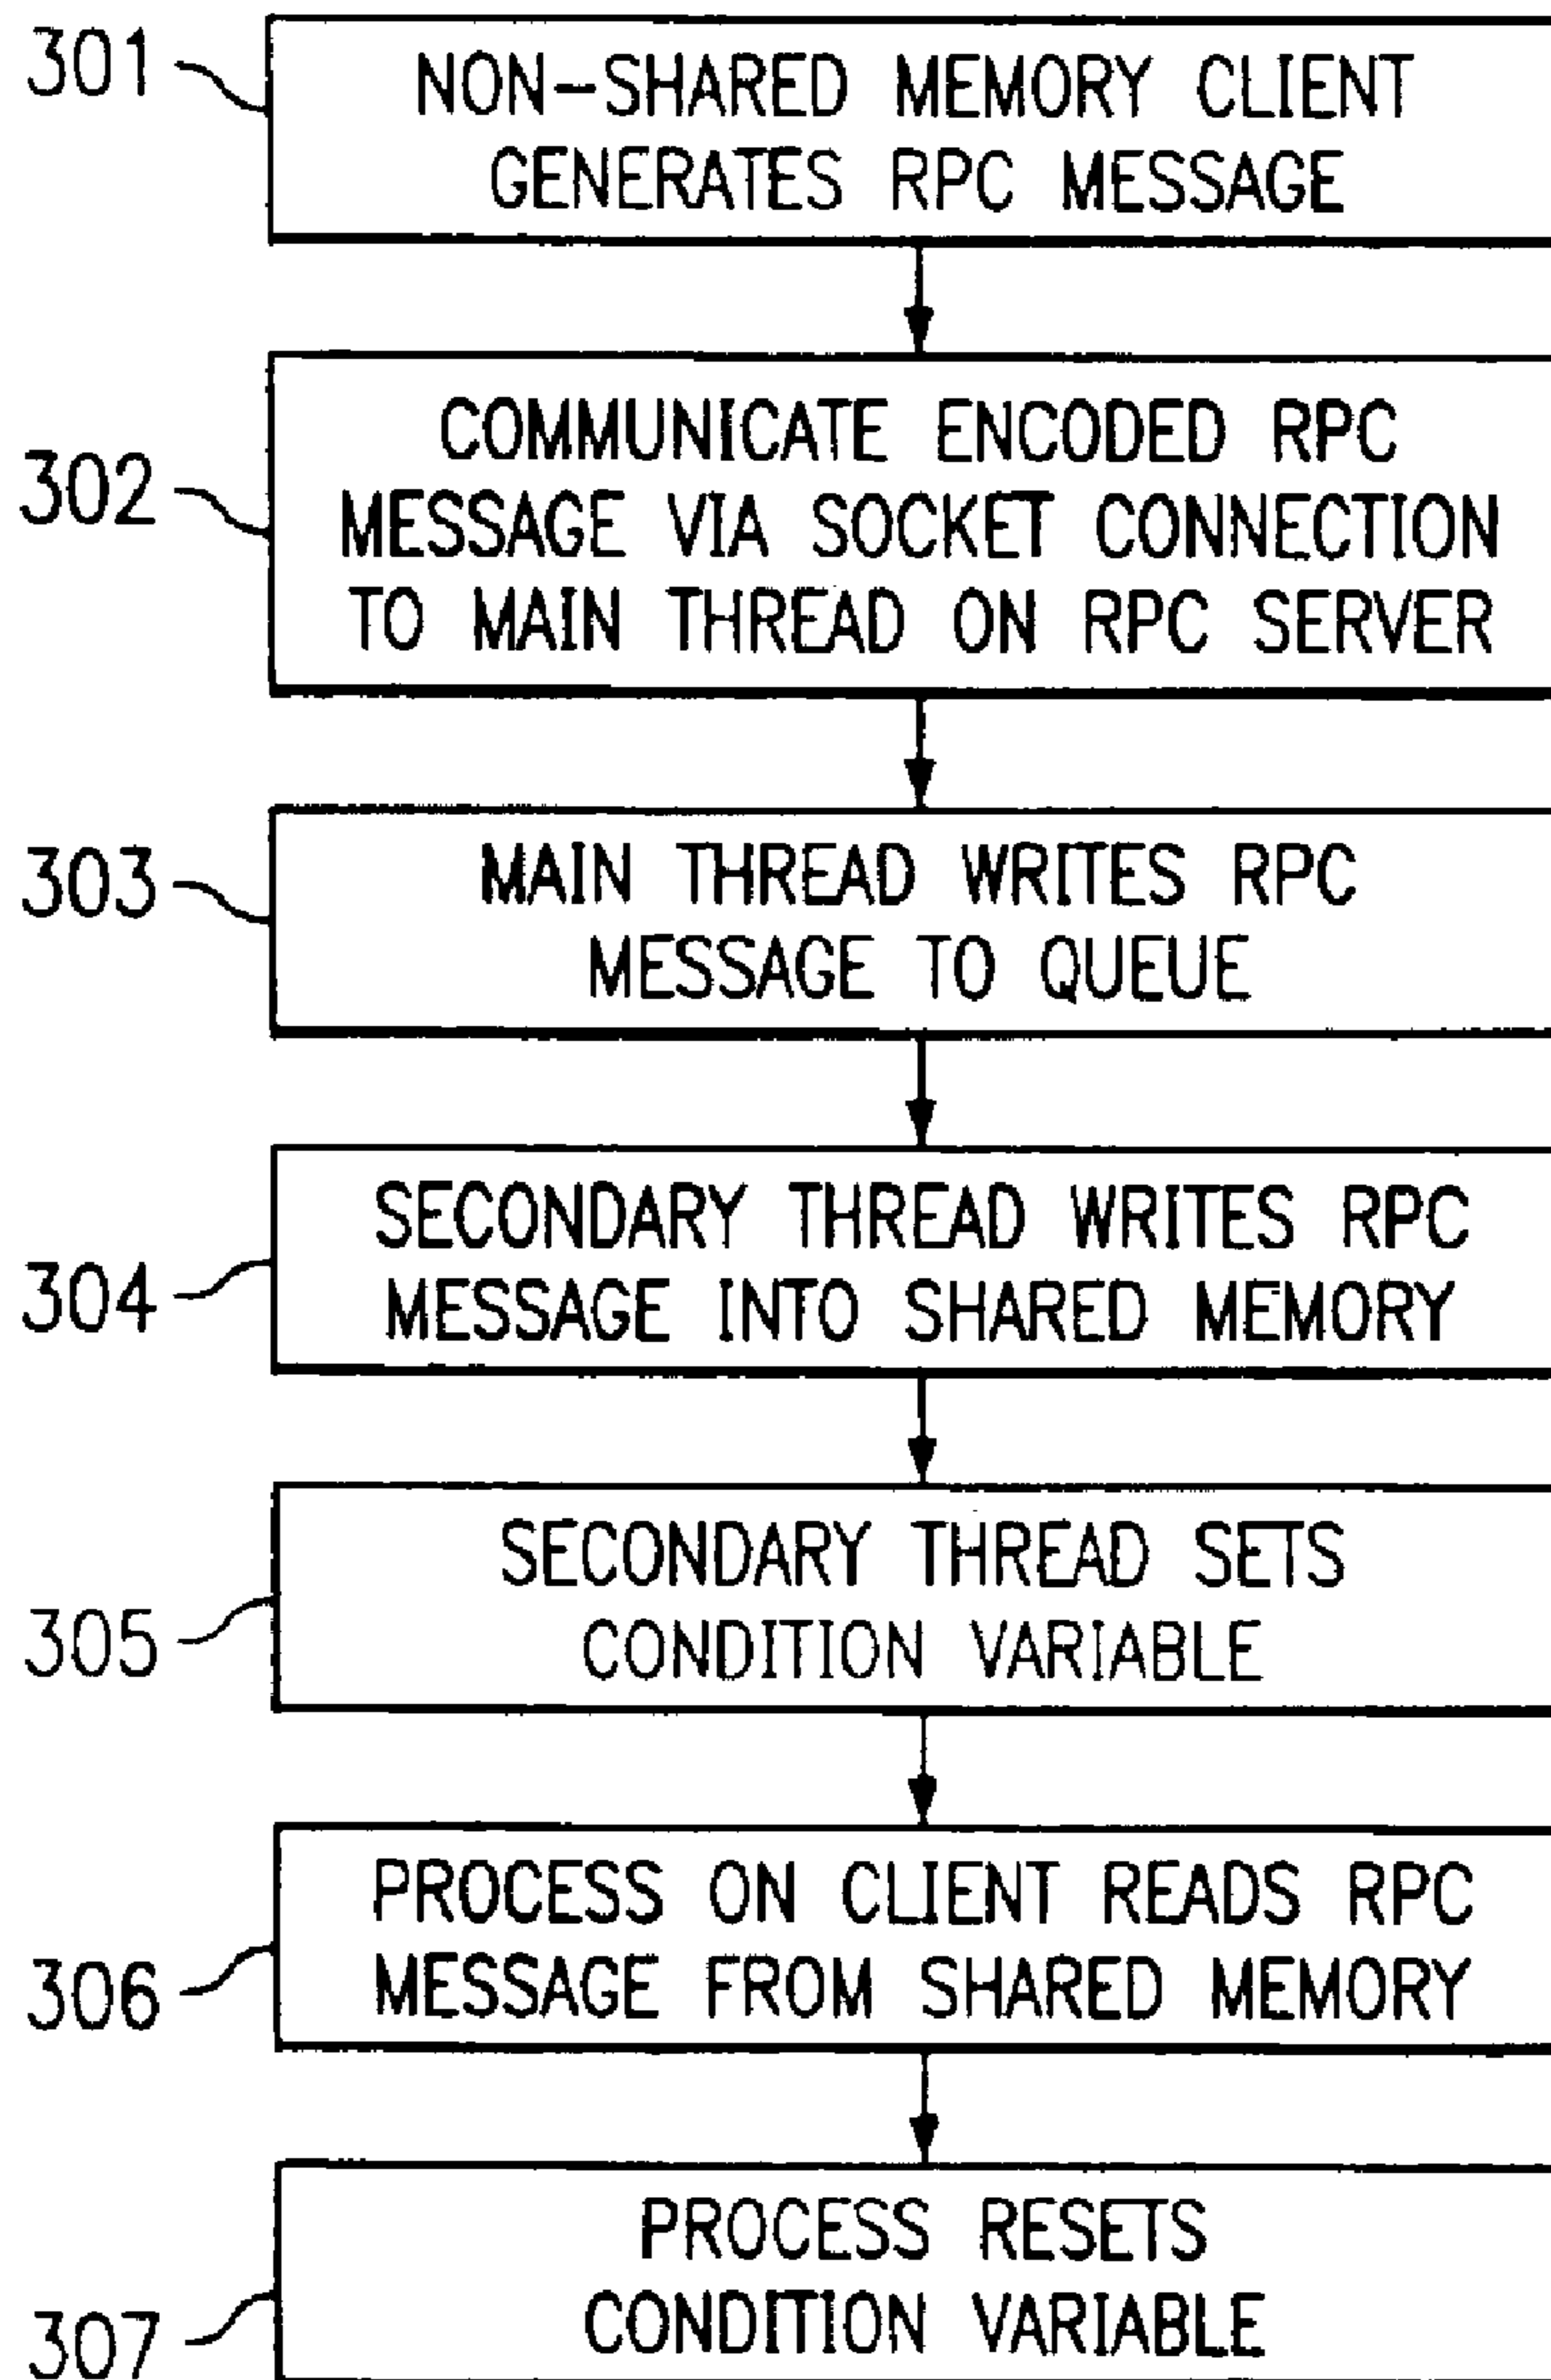 301
NON-SHARED MEMORY CLIENT
GENERATES RPC MESSAGE
302
COMMUNICATE ENCODED RPC
MESSAGE VIA SOCKET CONNECTION
TO MAIN THREAD ON RPC SERVER
303
MAIN THREAD WRITES RPC
MESSAGE TO QUEUE
304
SECONDARY THREAD WRITES RPC
MESSAGE INTO SHARED MEMORY
305
SECONDARY THREAD SETS
CONDITION VARIABLE
306
PROCESS ON CLIENT READS RPC
MESSAGE FROM SHARED MEMORY
307
PROCESS RESETS
CONDITION VARIABLE